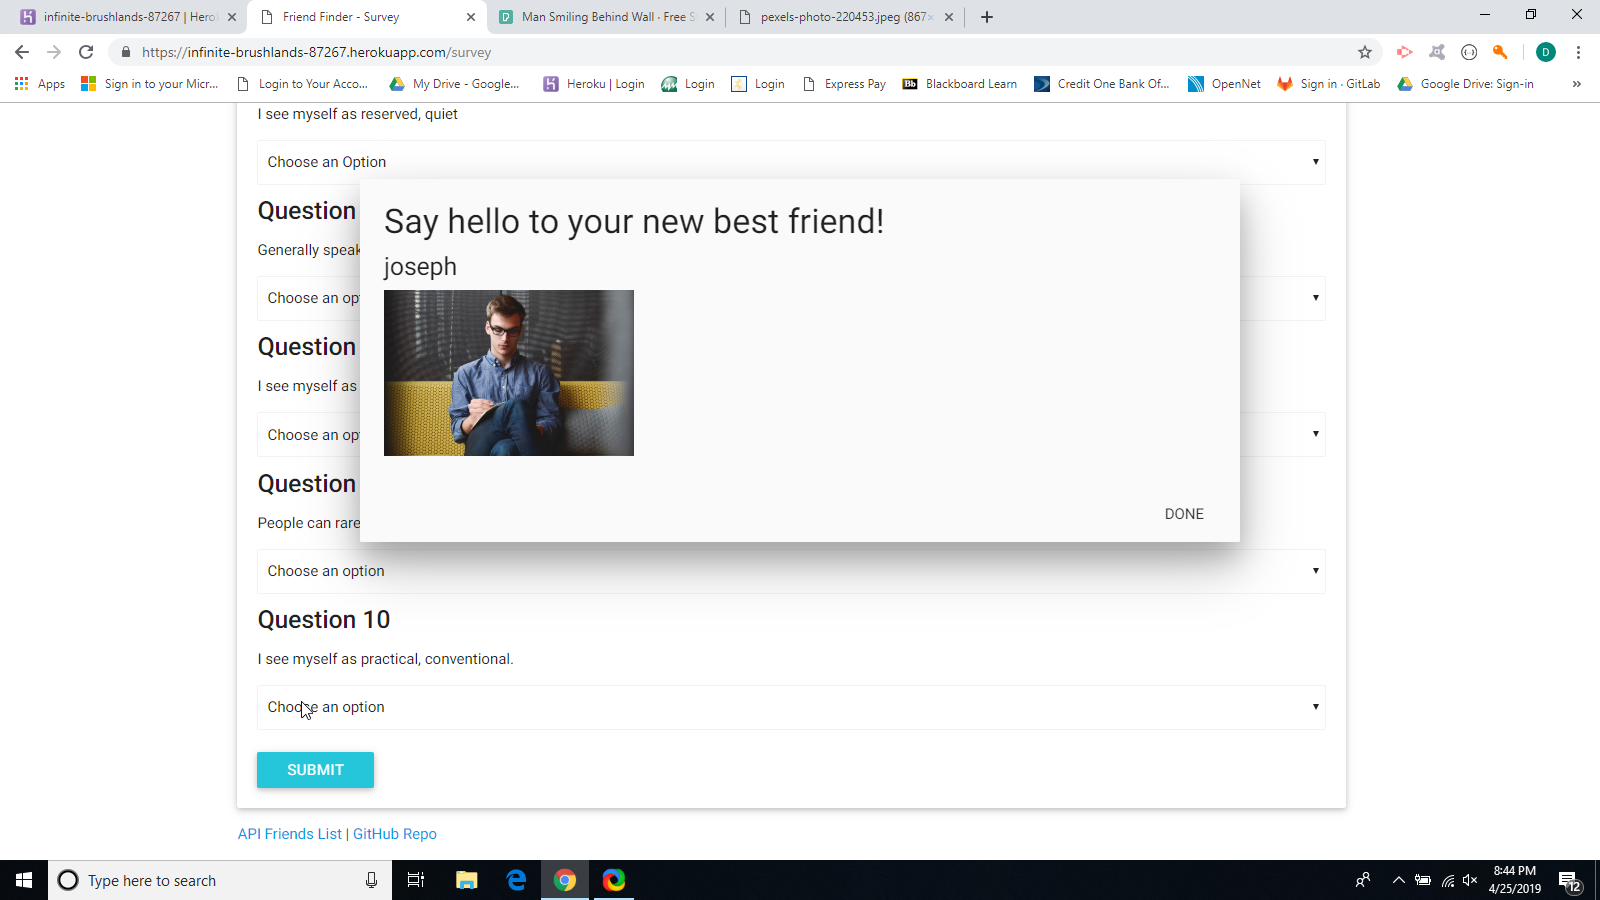 infinite-brushlands-87267 | Hero
Friend Finder - Survey
Man Smiling Behind Wall · Free S
pexels-photo-220453.jpeg (867×
https://infinite-brushlands-87267.herokuapp.com/survey
D
Apps
Sign in to your Micr...
Login to Your Acco...
My Drive - Google...
Heroku | Login
Login
Login
Express Pay
Bb
Blackboard Learn
Credit One Bank Of...
OpenNet
Sign in · GitLab
Google Drive: Sign-in
»
I see myself as reserved, quiet
Choose an Option
Say hello to your new best friend!
joseph
DONE
Question
Generally speak
Choose an op
Question
I see myself as
Choose an op
Question
People can rare
Choose an option
Question 10
I see myself as practical, conventional.
Choose an option
SUBMIT
API Friends List | GitHub Repo
Type here to search
8:44 PM
4/25/2019
12